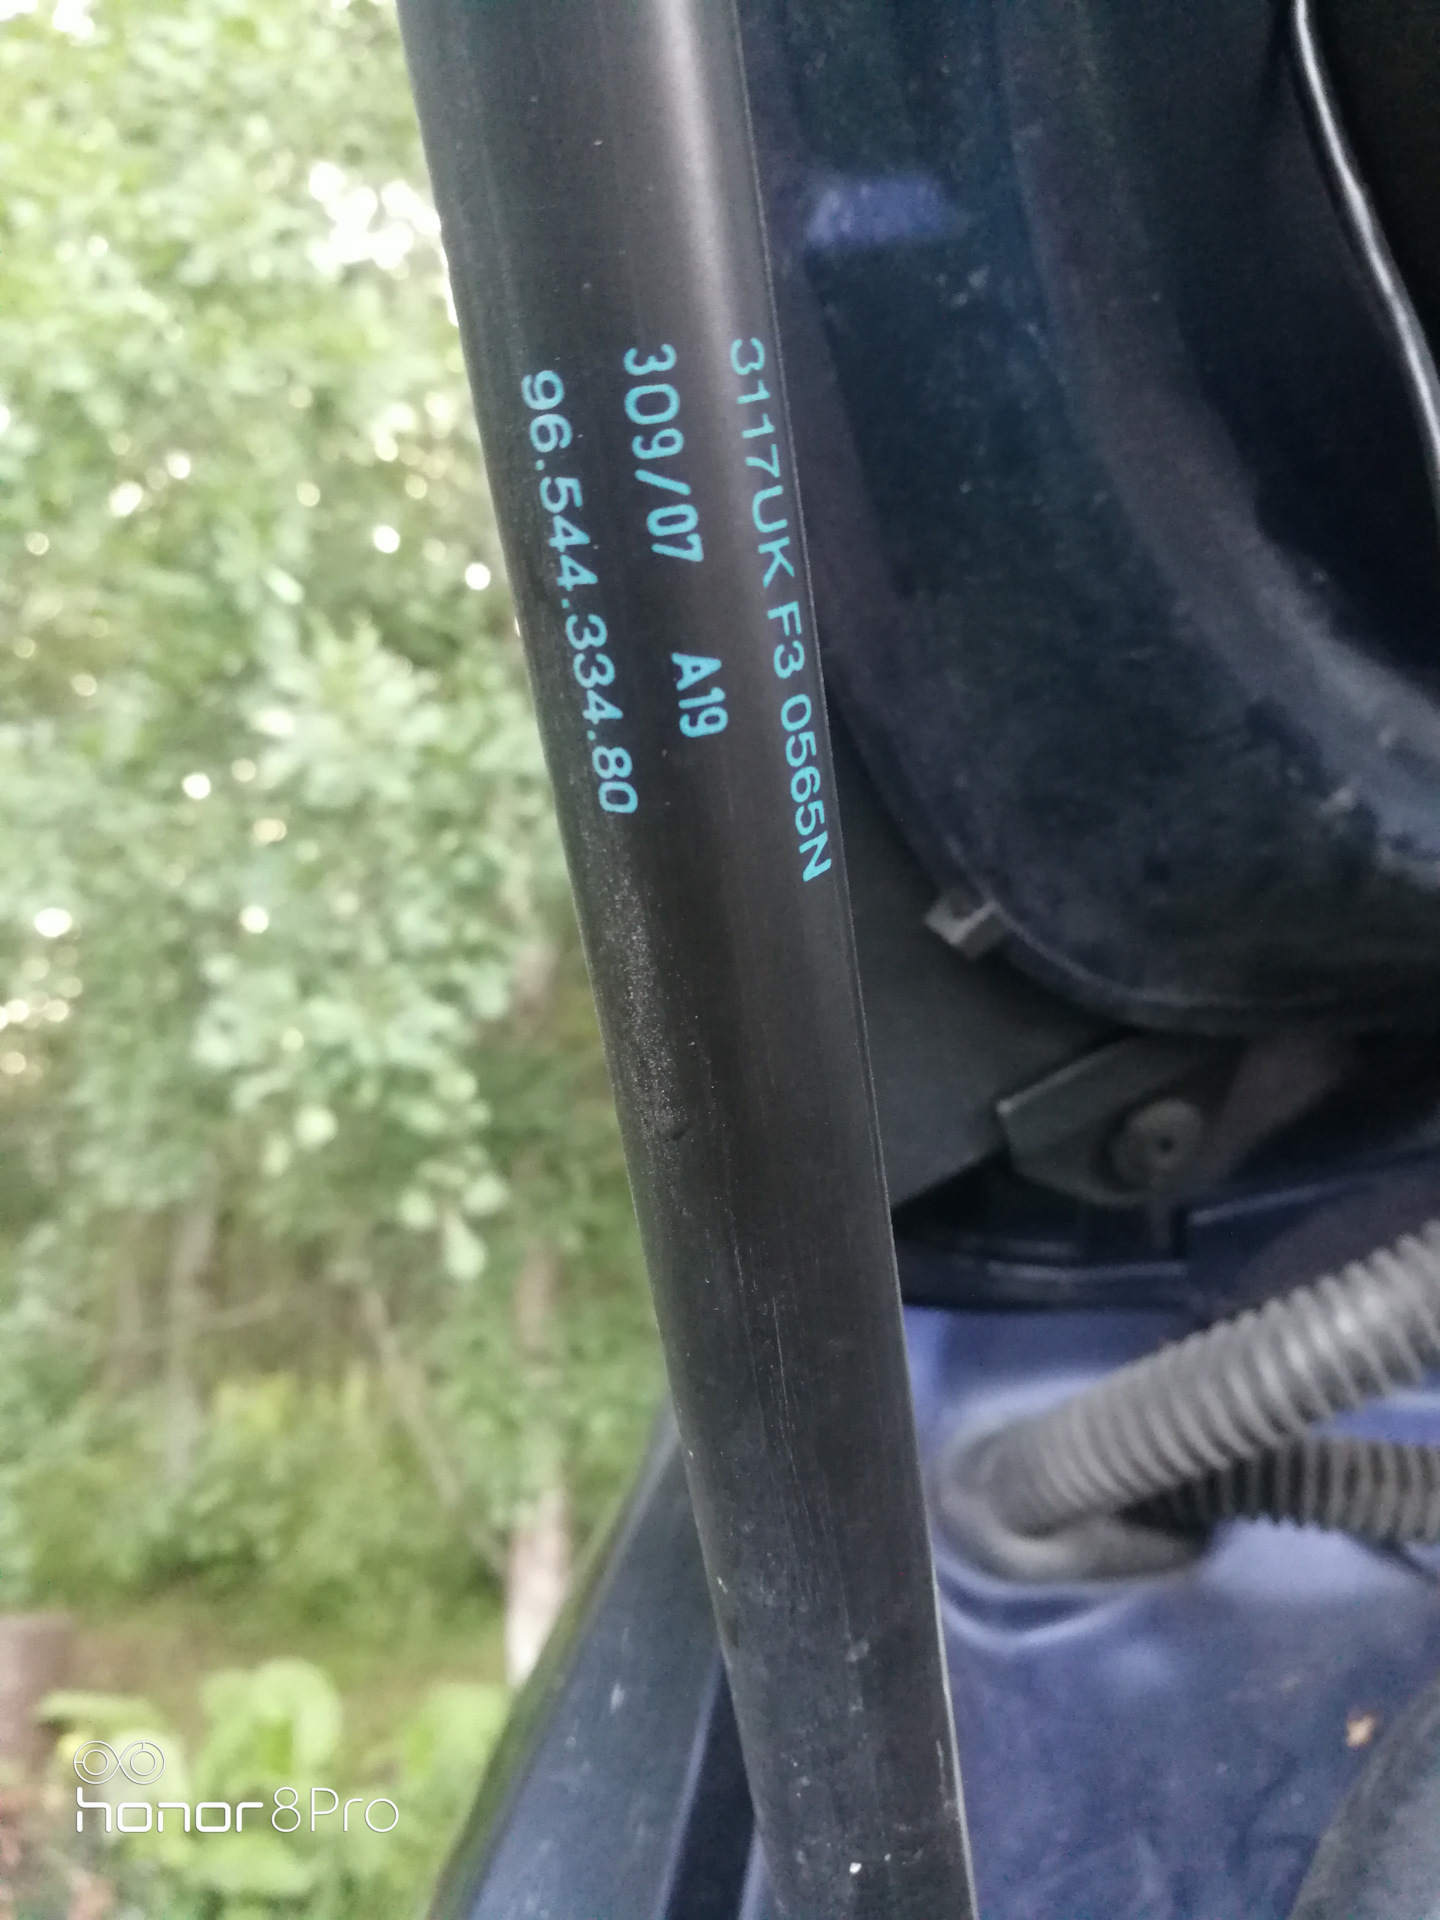 3117UK F3 0565N
309/07 A19
96.544.334.80
honor 8Pro